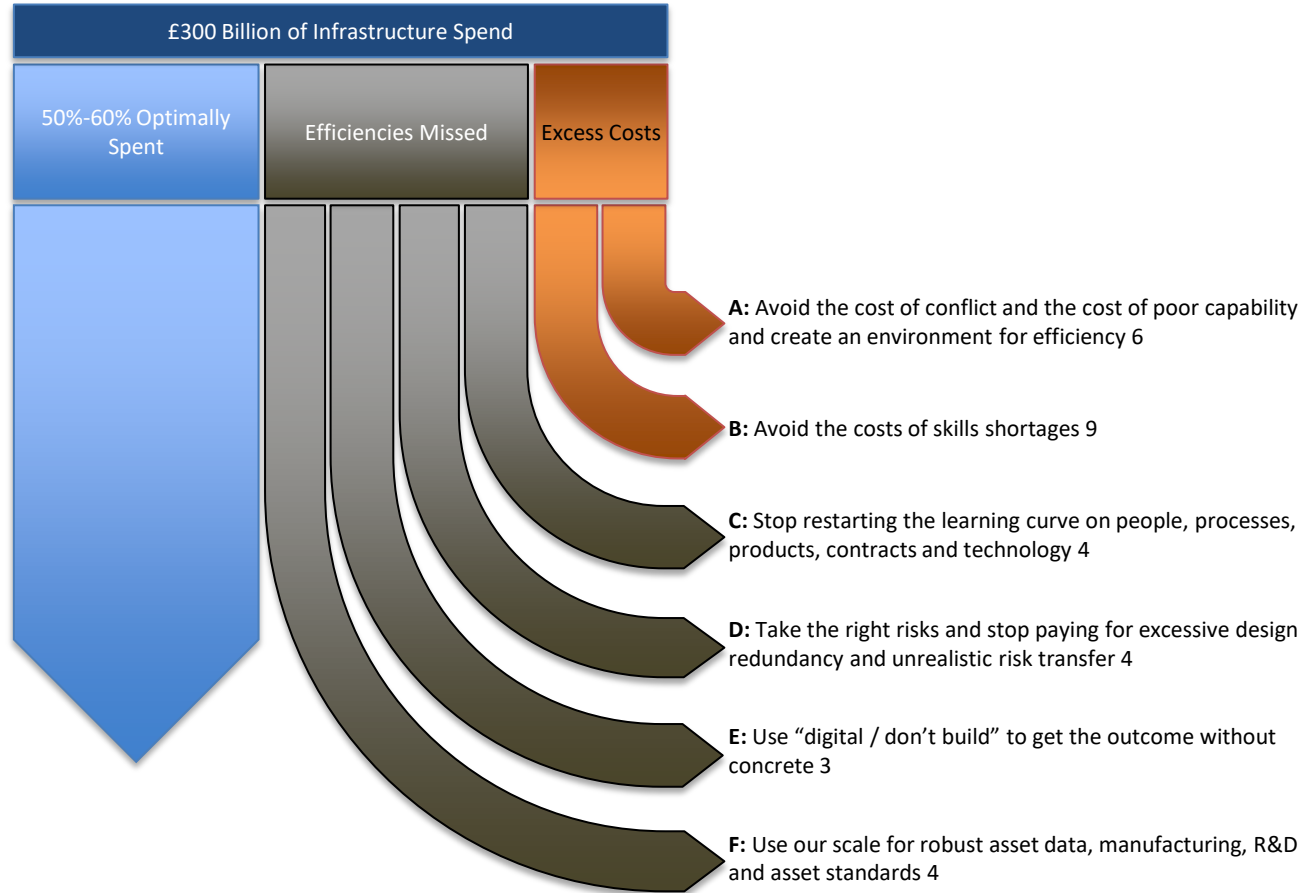 £300 Billion of Infrastructure Spend
50%-60% Optimally
Spent
Efficiencies Missed
Excess Costs
A: Avoid the cost of conflict and the cost of poor capability
and create an environment for efficiency 6
B: Avoid the costs of skills shortages 9
C: Stop restarting the learning curve on people, processes,
products, contracts and technology 4
D: Take the right risks and stop paying for excessive design
redundancy and unrealistic risk transfer 4
E: Use “digital / don’t build” to get the outcome without
concrete 3
F: Use our scale for robust asset data, manufacturing, R&D
and asset standards 4